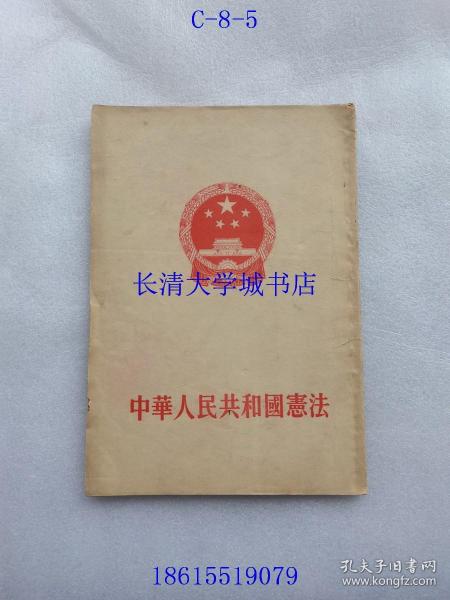 C-8-5
长清大学城书店
中華人民共和國憲法
18615519079
孔夫子旧书网
www.kongfz.com